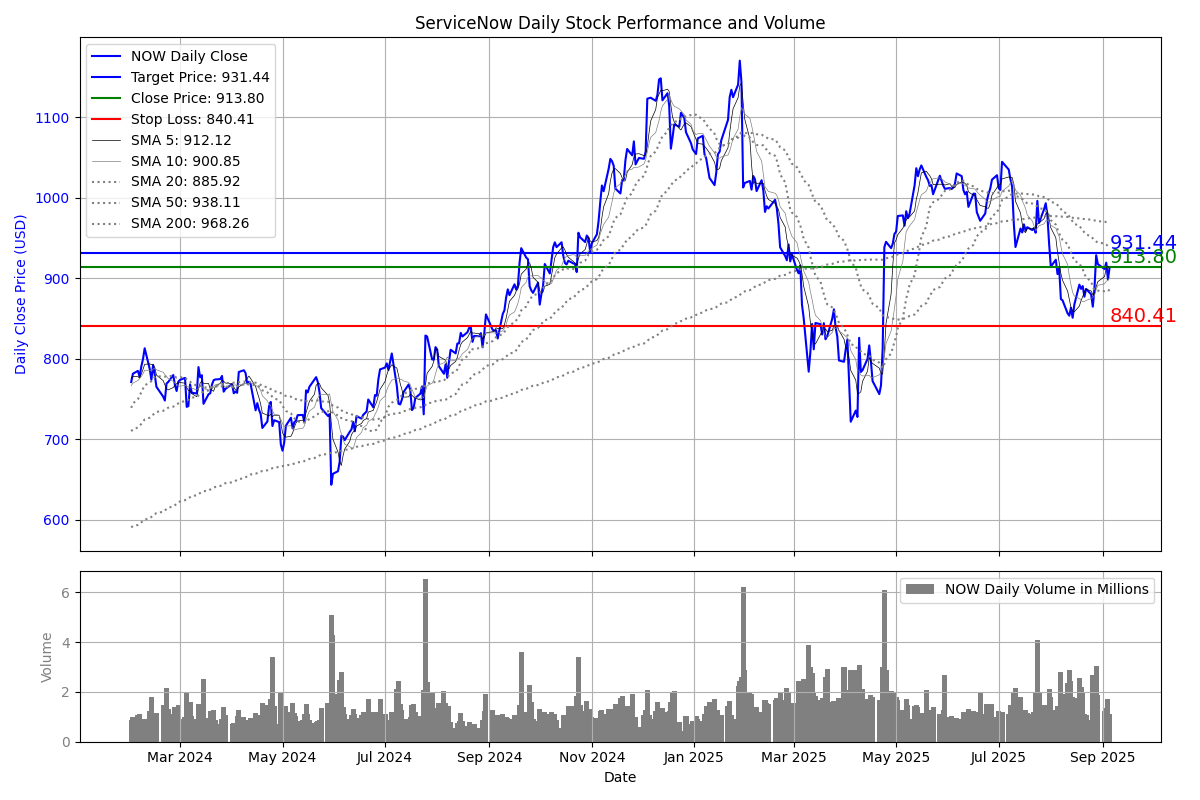 ServiceNow Daily Stock Performance and Volume
NOW Daily Close
Target Price: 931.44
Close Price: 913.80
Stop Loss: 840.41
SMA 5: 912.12
SMA 10: 900.85
SMA 20: 885.92
SMA 50: 938.11
SMA 200: 968.26
Daily Close Price (USD)
1100
1000
900
800
700
600
931.44
913.80
840.41
NOW Daily Volume in Millions
Volume
6
4
2
0
Mar 2024 May 2024 Jul 2024 Sep 2024 Nov 2024 Jan 2025 Mar 2025 May 2025 Jul 2025 Sep 2025
Date